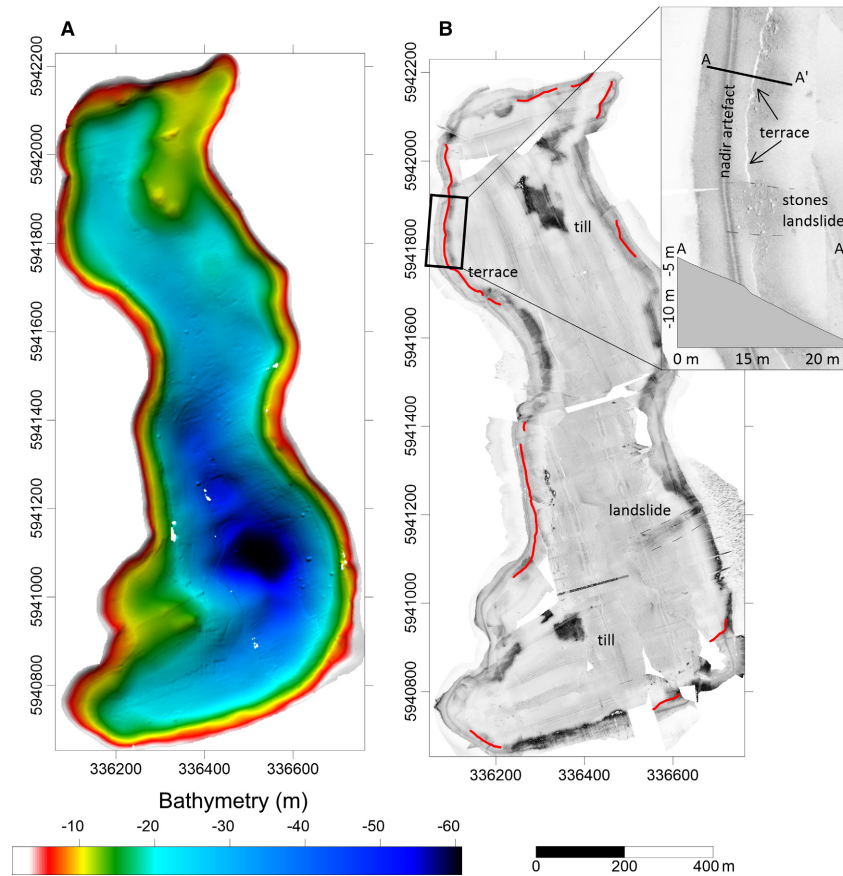 A
B
5942200
5942000
5941800
5941600
5941400
5941200
5941000
5940800
336200
336400
336600
5942200
5942000
5941800
5941600
5941400
5941200
5941000
5940800
336200
336400
336600
till
terrace
landslide
till
A
A'
nadir artefact
terrace
stones
landslide
A
A
-5 m
-10 m
0 m
15 m
20 m
Bathymetry (m)
-10
-20
-30
-40
-50
-60
0
200
400 m